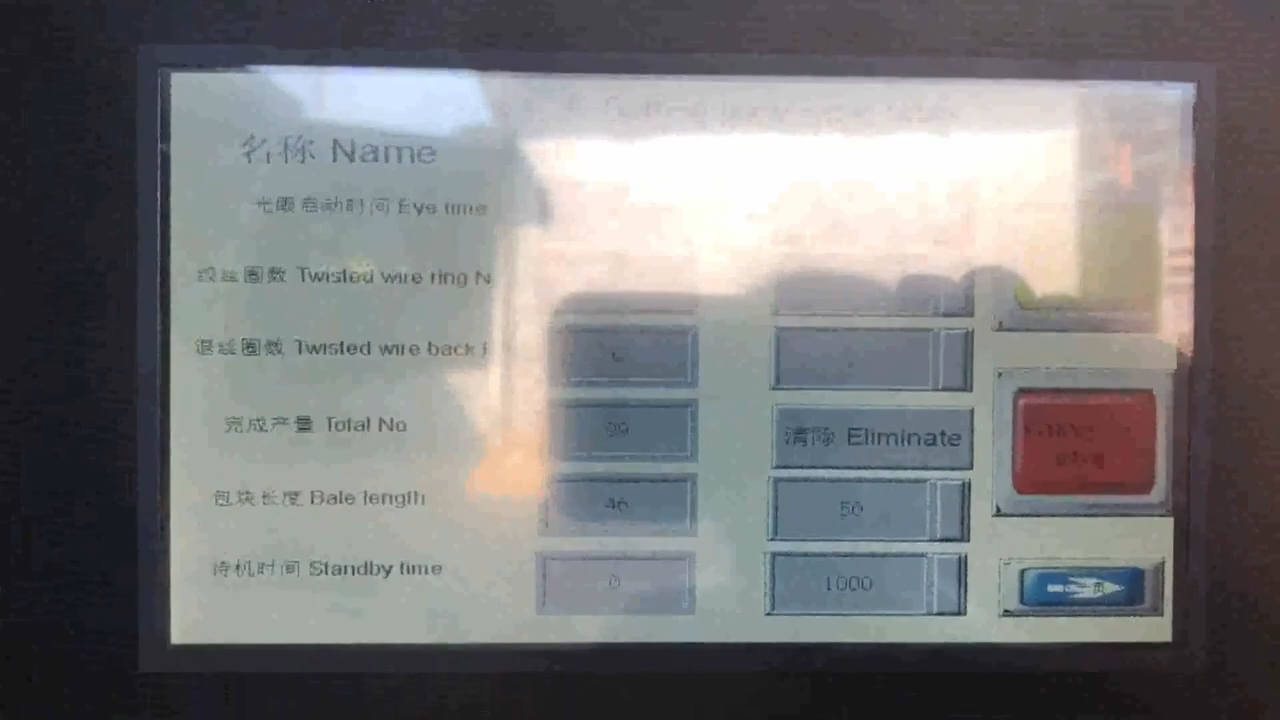 名称 Name
光眼启动时间 Eye time
绞丝圈数 Twisted wire ring N
退丝圈数 Twisted wire back
完成产量 Total No
99
清除 Eliminate
包块长度 Bale length
46
50
待机时间 Standby time
0
1000